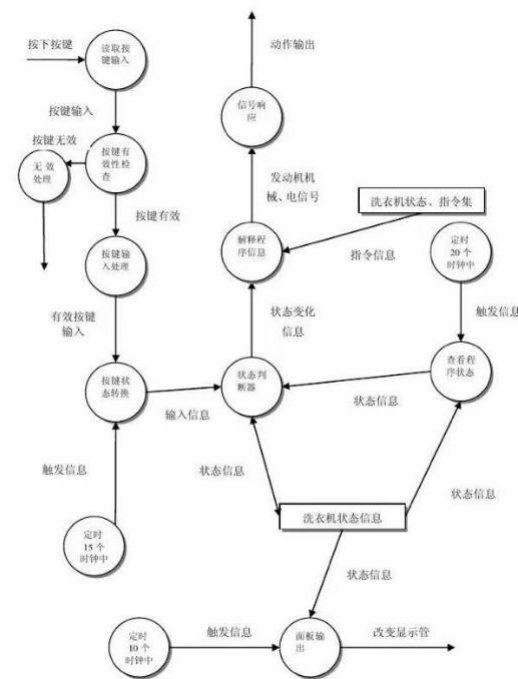 按下按键
读取按
键输入
动作输出
按键输入
信号响
应
按键无效
无 效
处理
按键有
效性检
查
发动机机
械、电信号
洗衣机状态、指令集
按键有效
解释程
序信息
定时
20 个
时钟中
指令信息
按键输
入处理
有效按键
输入
状态变化
信息
触发信息
按键状
态转换
状态判
断器
查看程
序状态
输入信息
状态信息
触发信息
状态信息
状态信息
洗衣机状态信息
定时
15 个
时钟中
状态信息
定时
10 个
时钟中
触发信息
面板输
出
改变显示管